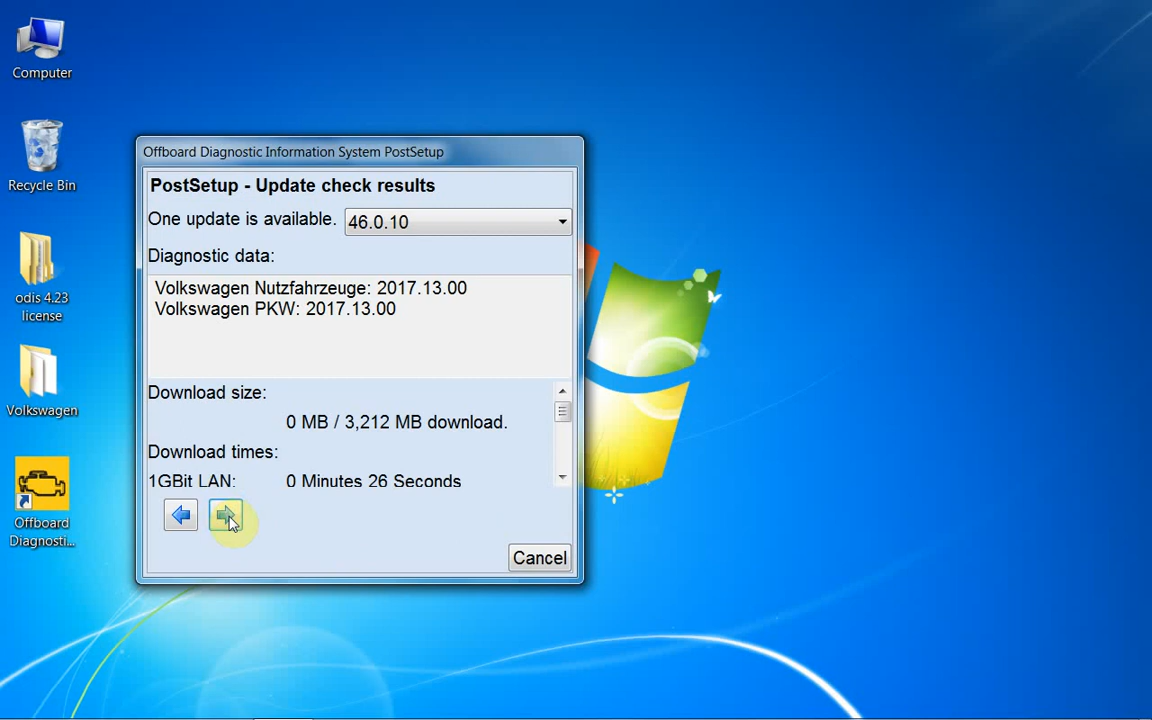 Computer
Recycle Bin
odis 4.23
license
Volkswagen
Offboard
Diagnosti...
Offboard Diagnostic Information System PostSetup
PostSetup - Update check results
One update is available. 46.0.10
Diagnostic data:
Volkswagen Nutzfahrzeuge: 2017.13.00
Volkswagen PKW: 2017.13.00
Download size:
0 MB / 3,212 MB download.
Download times:
1GBit LAN: 0 Minutes 26 Seconds
Cancel